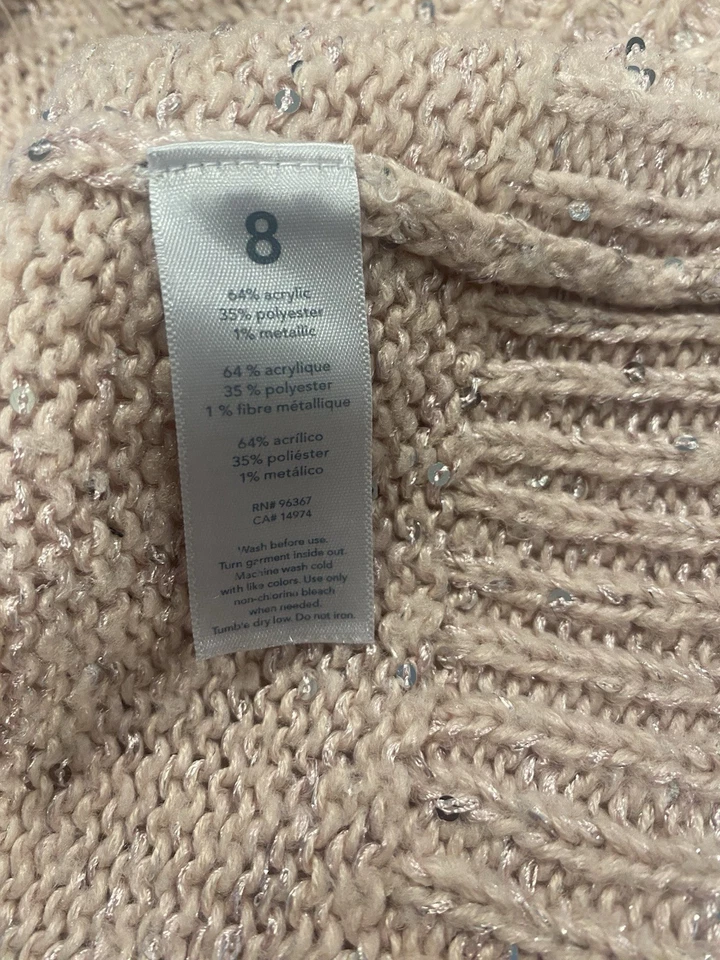 8
64% acrylic
35% polyester
1% metallic
64 % acrylique
35 % polyester
1 % fibre métallique
64% acrílico
35% poliéster
1% metálico
RN# 96367
CA# 14974
Wash before use.
Turn garment inside out.
Machine wash cold
with like colors. Use only
non-chlorine bleach
when needed.
Tumble dry low. Do not iron.